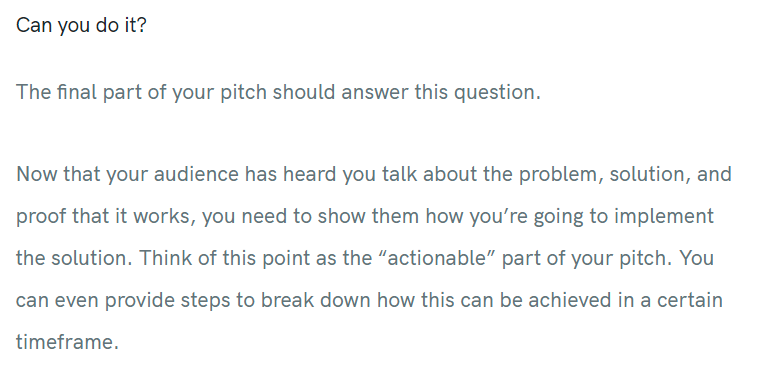 Can you do it?
The final part of your pitch should answer this question.
Now that your audience has heard you talk about the problem, solution, and
proof that it works, you need to show them how you’re going to implement
the solution. Think of this point as the “actionable” part of your pitch. You
can even provide steps to break down how this can be achieved in a certain
timeframe.